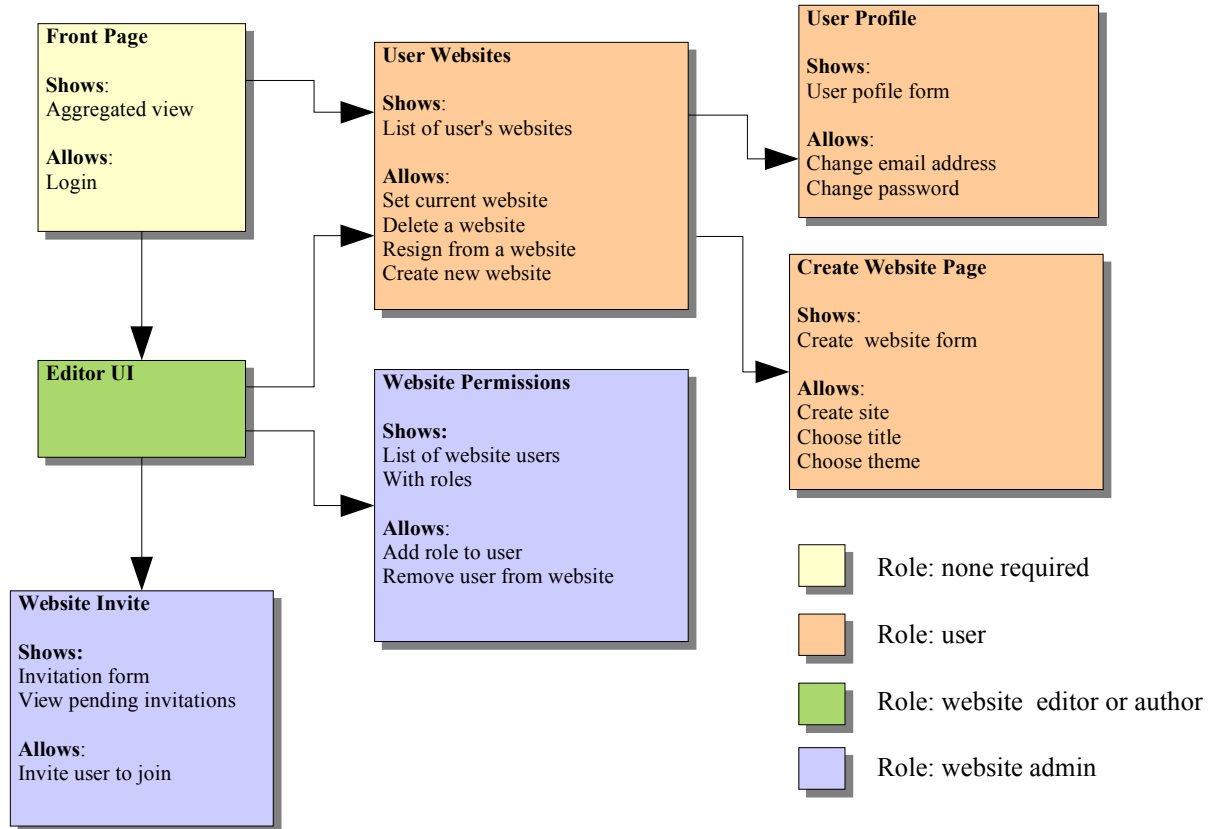 Front Page
Shows:
Aggregated view
Allows:
Login
User Websites
Shows:
List of user's websites
Allows:
Set current website
Delete a website
Resign from a website
Create new website
User Profile
Shows:
User pofile form
Allows:
Change email address
Change password
Create Website Page
Shows:
Create website form
Allows:
Create site
Choose title
Choose theme
Editor UI
Website Permissions
Shows:
List of website users
With roles
Allows:
Add role to user
Remove user from website
Website Invite
Shows:
Invitation form
View pending invitations
Allows:
Invite user to join
Role: none required
Role: user
Role: website editor or author
Role: website admin